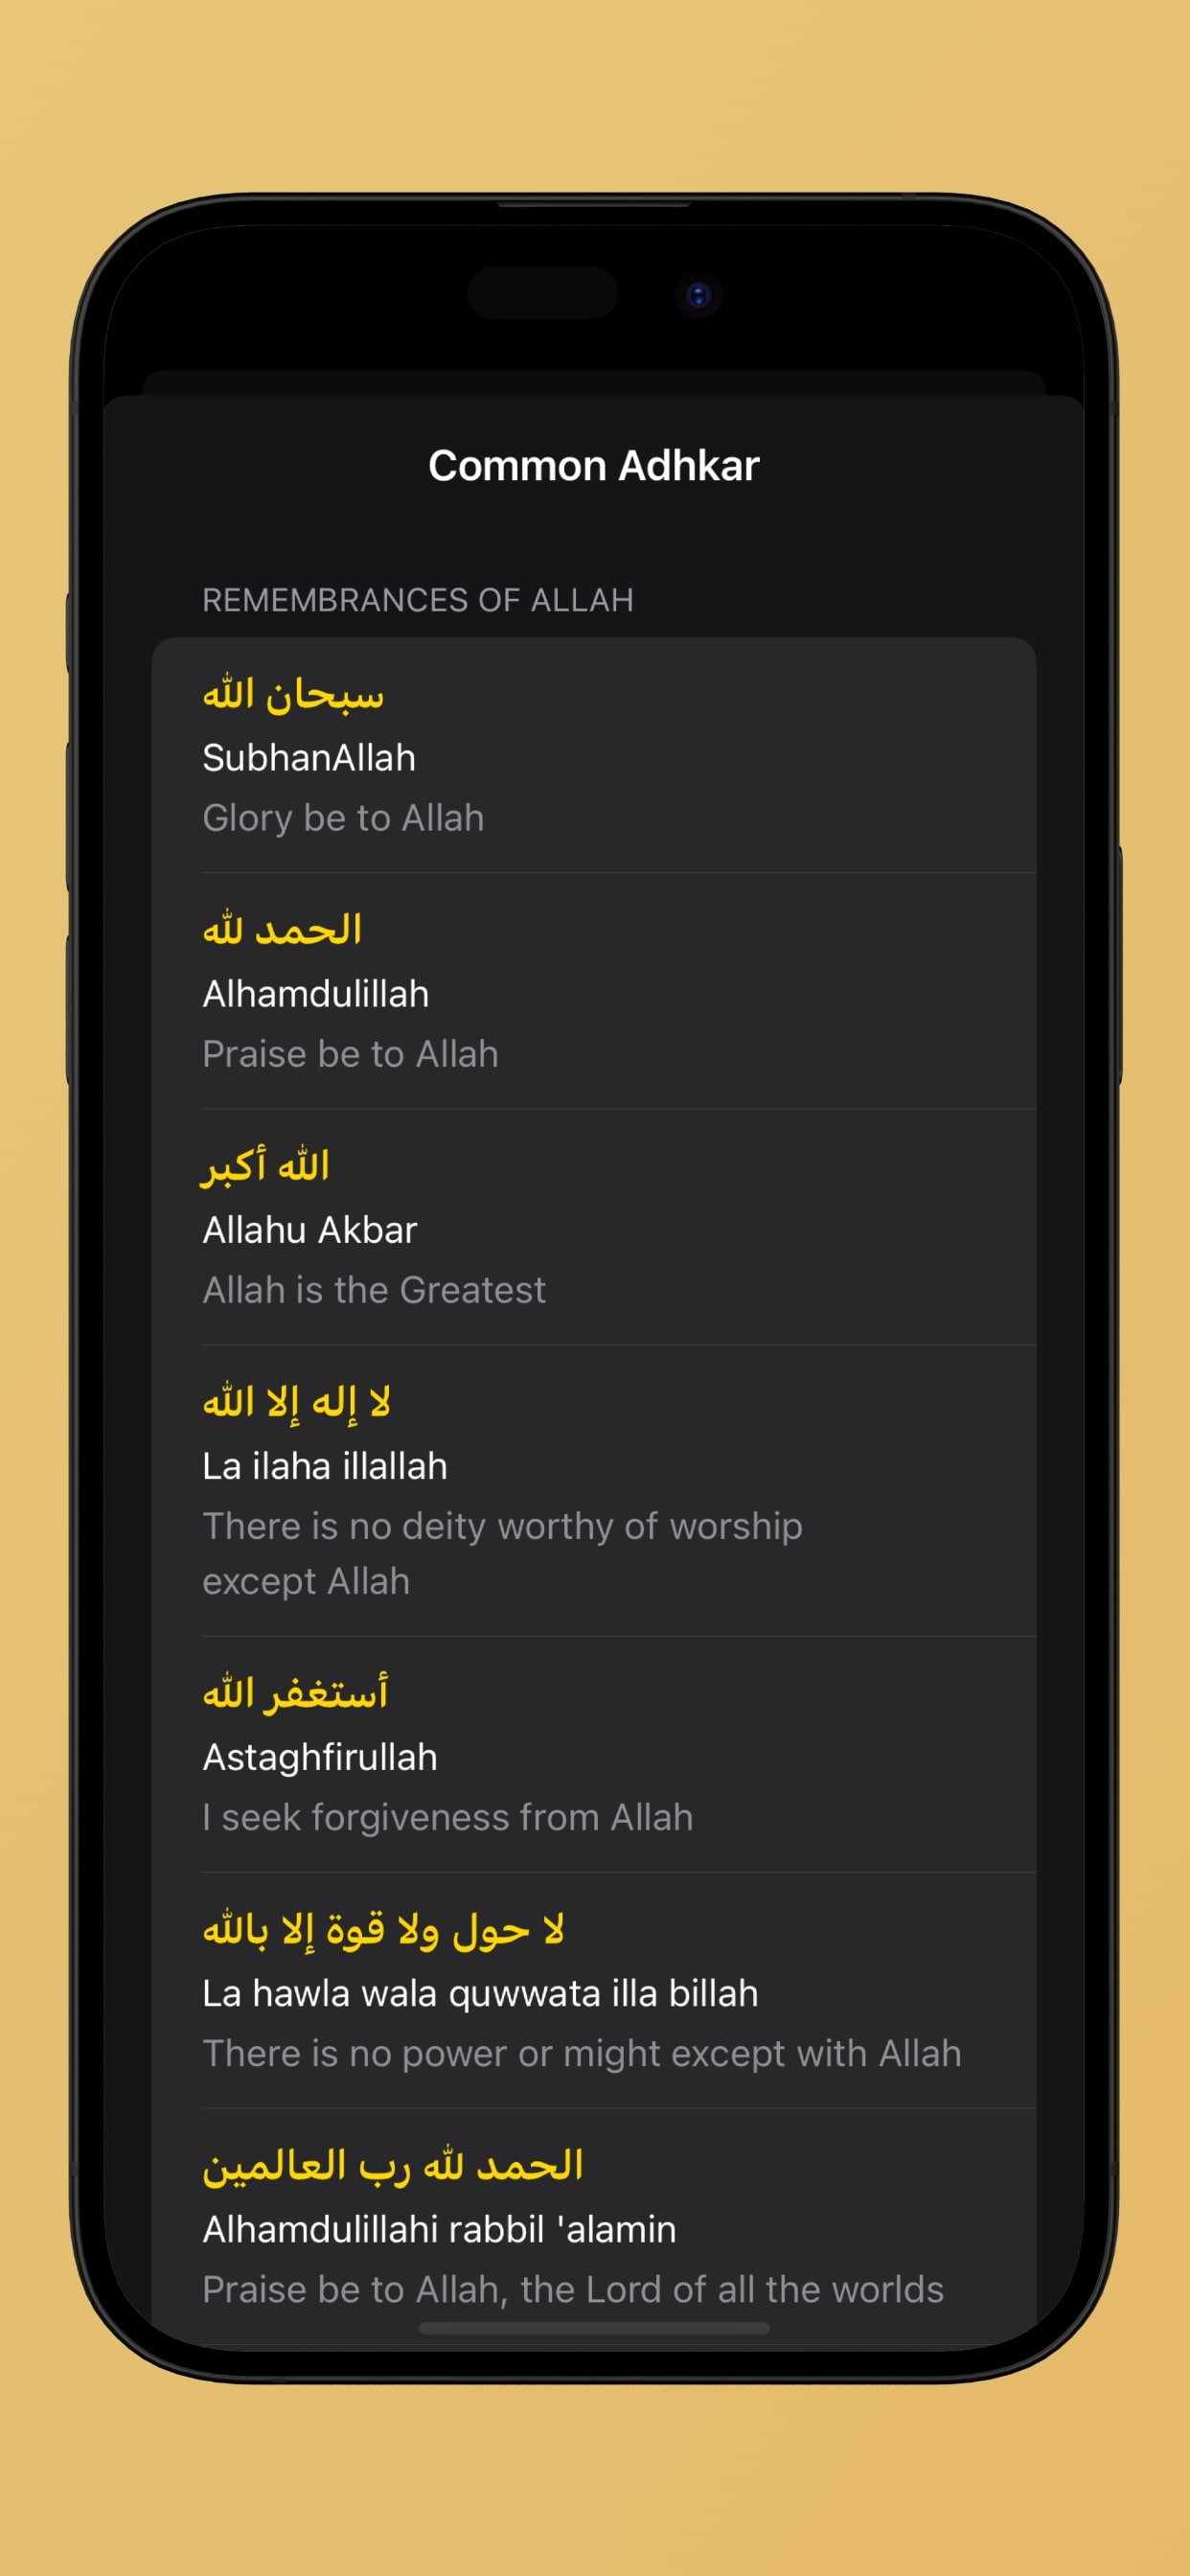 Common Adhkar
REMEMBRANCES OF ALLAH
سبحان الله
SubhanAllah
Glory be to Allah
الحمد لله
Alhamdulillah
Praise be to Allah
الله أكبر
Allahu Akbar
Allah is the Greatest
لا إله إلا الله
La ilaha illallah
There is no deity worthy of worship
except Allah
أستغفر الله
Astaghfirullah
I seek forgiveness from Allah
لا حول ولا قوة إلا بالله
La hawla wala quwwata illa billah
There is no power or might except with Allah
الحمد لله رب العالمين
Alhamdulillahi rabbil 'alamin
Praise be to Allah, the Lord of all the worlds